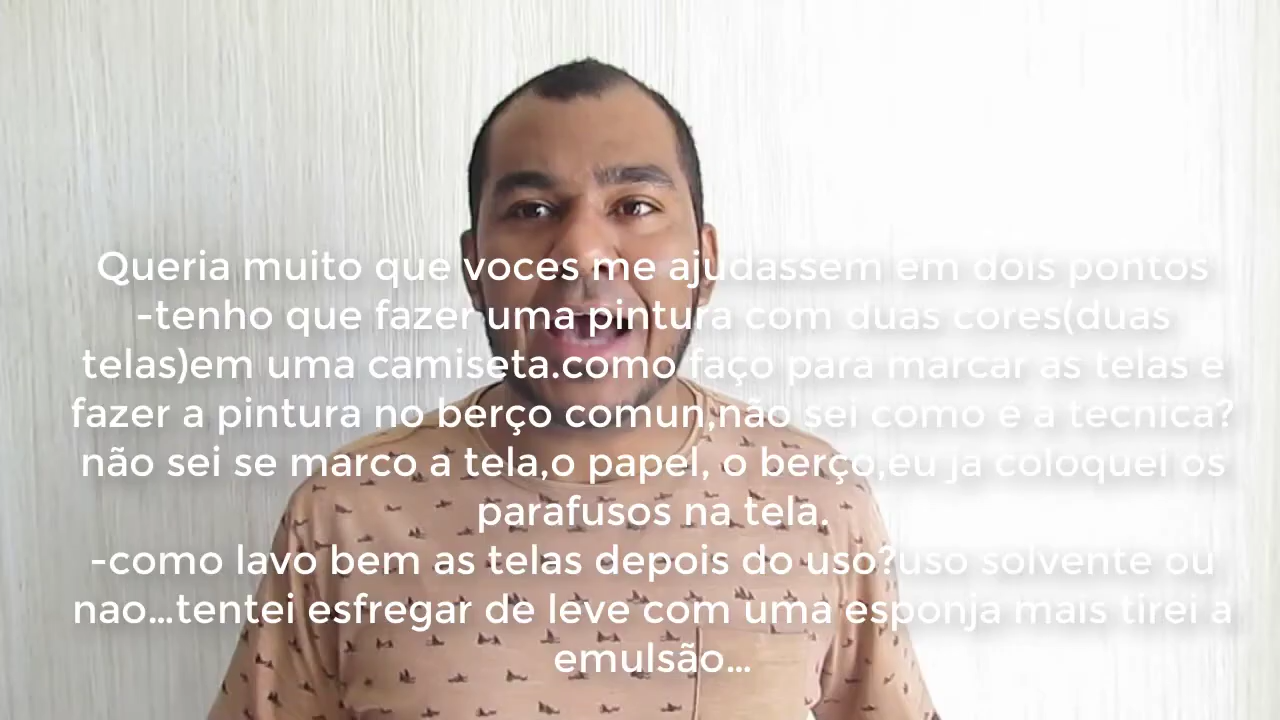 Queria muito que voces me ajudassem em dois pontos
-tenho que fazer uma pintura com duas cores(duas
telas)em uma camiseta.como faço para marcar as telas e
fazer a pintura no berço comun,não sei como e a tecnica?
não sei se marco a tela,o papel, o berço,eu ja coloquei os
parafusos na tela.
-como lavo bem as telas depois do uso?uso solvente ou
nao...tentei esfregar de leve com uma esponja mais tirei a
emulsão...